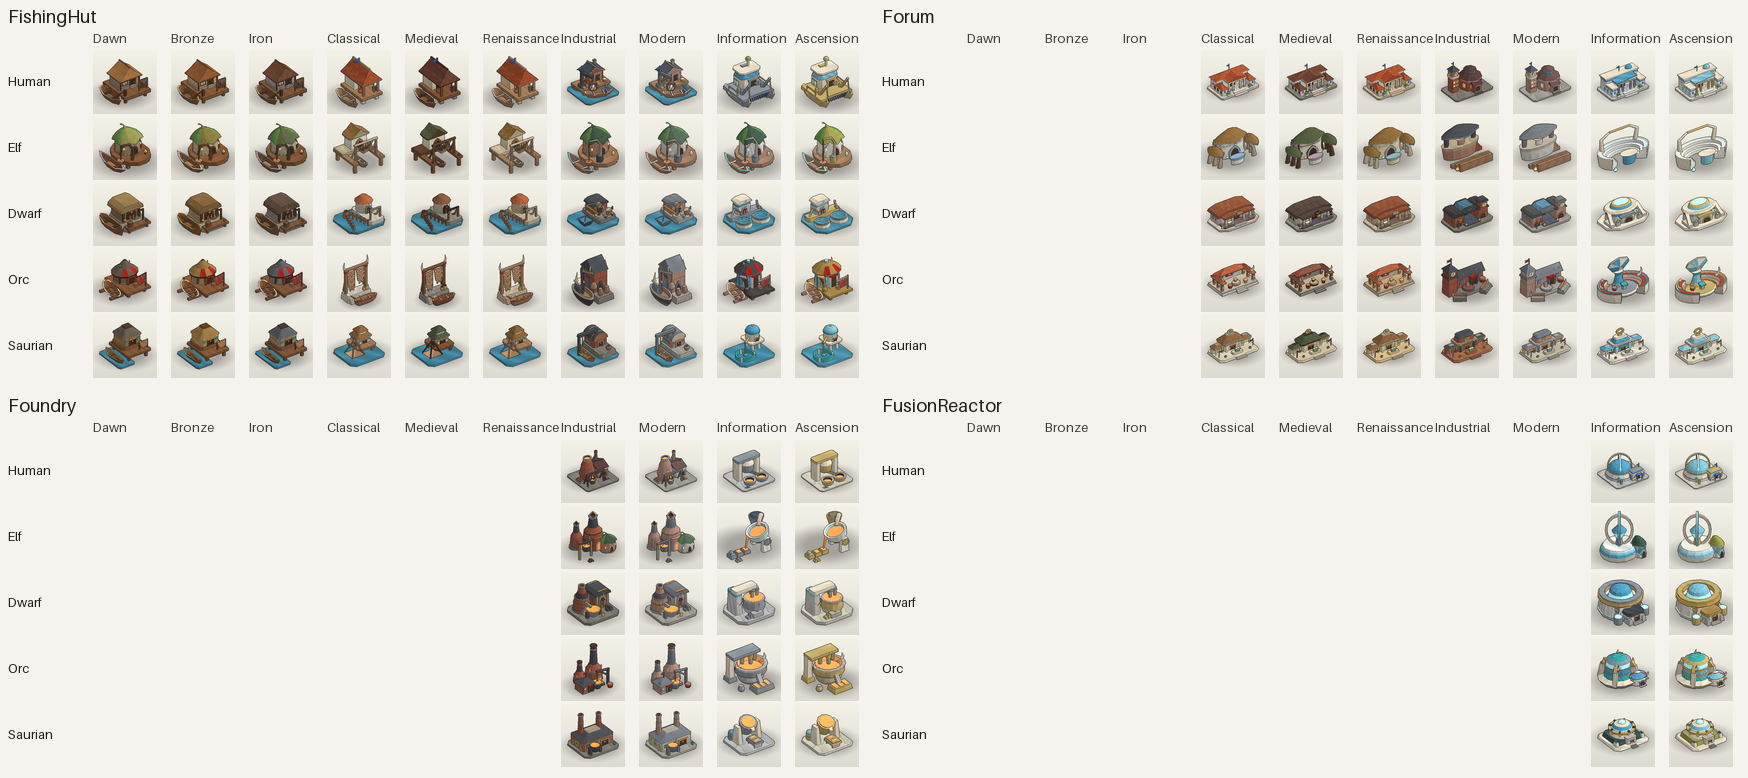 FishingHut
Dawn Bronze Iron Classical Medieval Renaissance Industrial Modern Information Ascension
Human
Elf
Dwarf
Orc
Saurian
Forum
Dawn Bronze Iron Classical Medieval Renaissance Industrial Modern Information Ascension
Human
Elf
Dwarf
Orc
Saurian
Foundry
Dawn Bronze Iron Classical Medieval Renaissance Industrial Modern Information Ascension
Human
Elf
Dwarf
Orc
Saurian
FusionReactor
Dawn Bronze Iron Classical Medieval Renaissance Industrial Modern Information Ascension
Human
Elf
Dwarf
Orc
Saurian